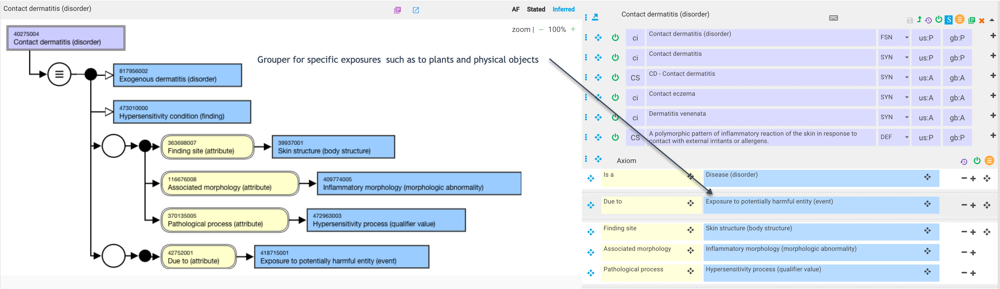 Contact dermatitis (disorder)
AF Stated Inferred
zoom | − 100% +
40275004
Contact dermatitis (disorder)
817956002
Exogenous dermatitis (disorder)
473010000
Hypersensitivity condition (finding)
363698007
Finding site (attribute)
39937001
Skin structure (body structure)
116676008
Associated morphology (attribute)
409774005
Inflammatory morphology (morphologic abnormality)
370135005
Pathological process (attribute)
472963003
Hypersensitivity process (qualifier value)
42752001
Due to (attribute)
418715001
Exposure to potentially harmful entity (event)
Grouper for specific exposures such as to plants and physical objects
Contact dermatitis (disorder)
S
ci Contact dermatitis (disorder) FSN us:P gb:P
ci Contact dermatitis SYN us:P gb:P
CS CD - Contact dermatitis SYN us:A gb:A
ci Contact eczema SYN us:A gb:A
ci Dermatitis venenata SYN us:A gb:A
CS A polymorphic pattern of inflammatory reaction of the skin in response to
contact with external irritants or allergens. DEF us:P gb:P
Axiom
Is a Disease (disorder)
Due to Exposure to potentially harmful entity (event)
Finding site Skin structure (body structure)
Associated morphology Inflammatory morphology (morphologic abnormality)
Pathological process Hypersensitivity process (qualifier value)